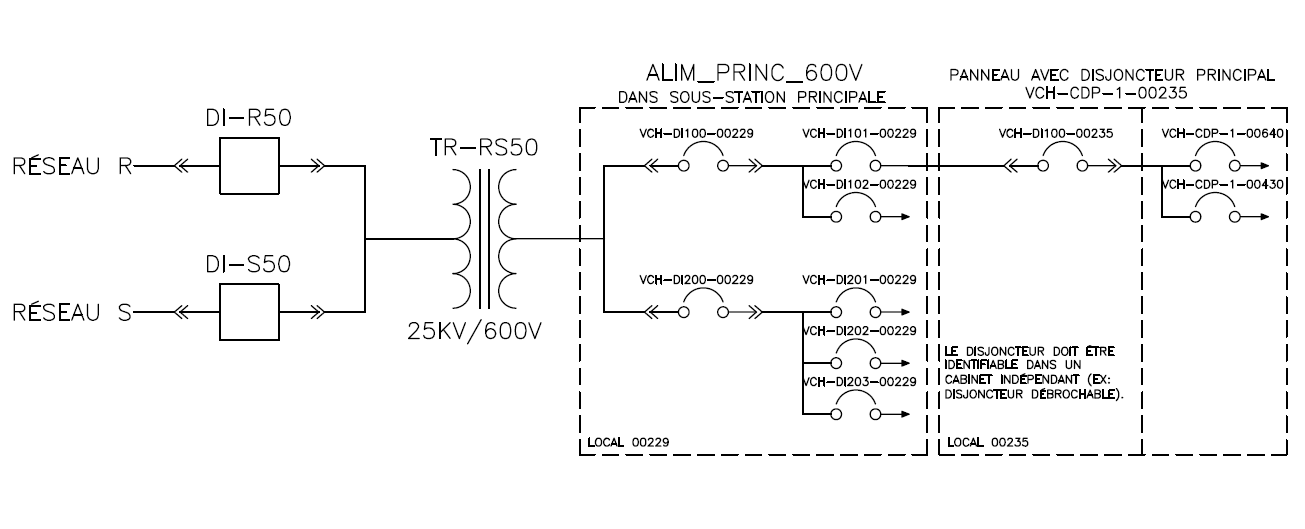 ALIM_PRINC_600V
DANS SOUS-STATION PRINCIPALE
PANNEAU AVEC DISJONCTEUR PRINCIPAL
VCH-CDP-1-00235
DI-R50
RÉSEAU R
DI-S50
RÉSEAU S
TR-RS50
25KV/600V
VCH-DI100-00229
VCH-DI101-00229
VCH-DI102-00229
VCH-DI200-00229
VCH-DI201-00229
VCH-DI202-00229
VCH-DI203-00229
LOCAL 00229
VCH-DI100-00235
VCH-CDP-1-00640
VCH-CDP-1-00430
LE DISJONCTEUR DOIT ÊTRE
IDENTIFIABLE DANS UN
CABINET INDÉPENDANT (EX:
DISJONCTEUR DÉBROCHABLE).
LOCAL 00235